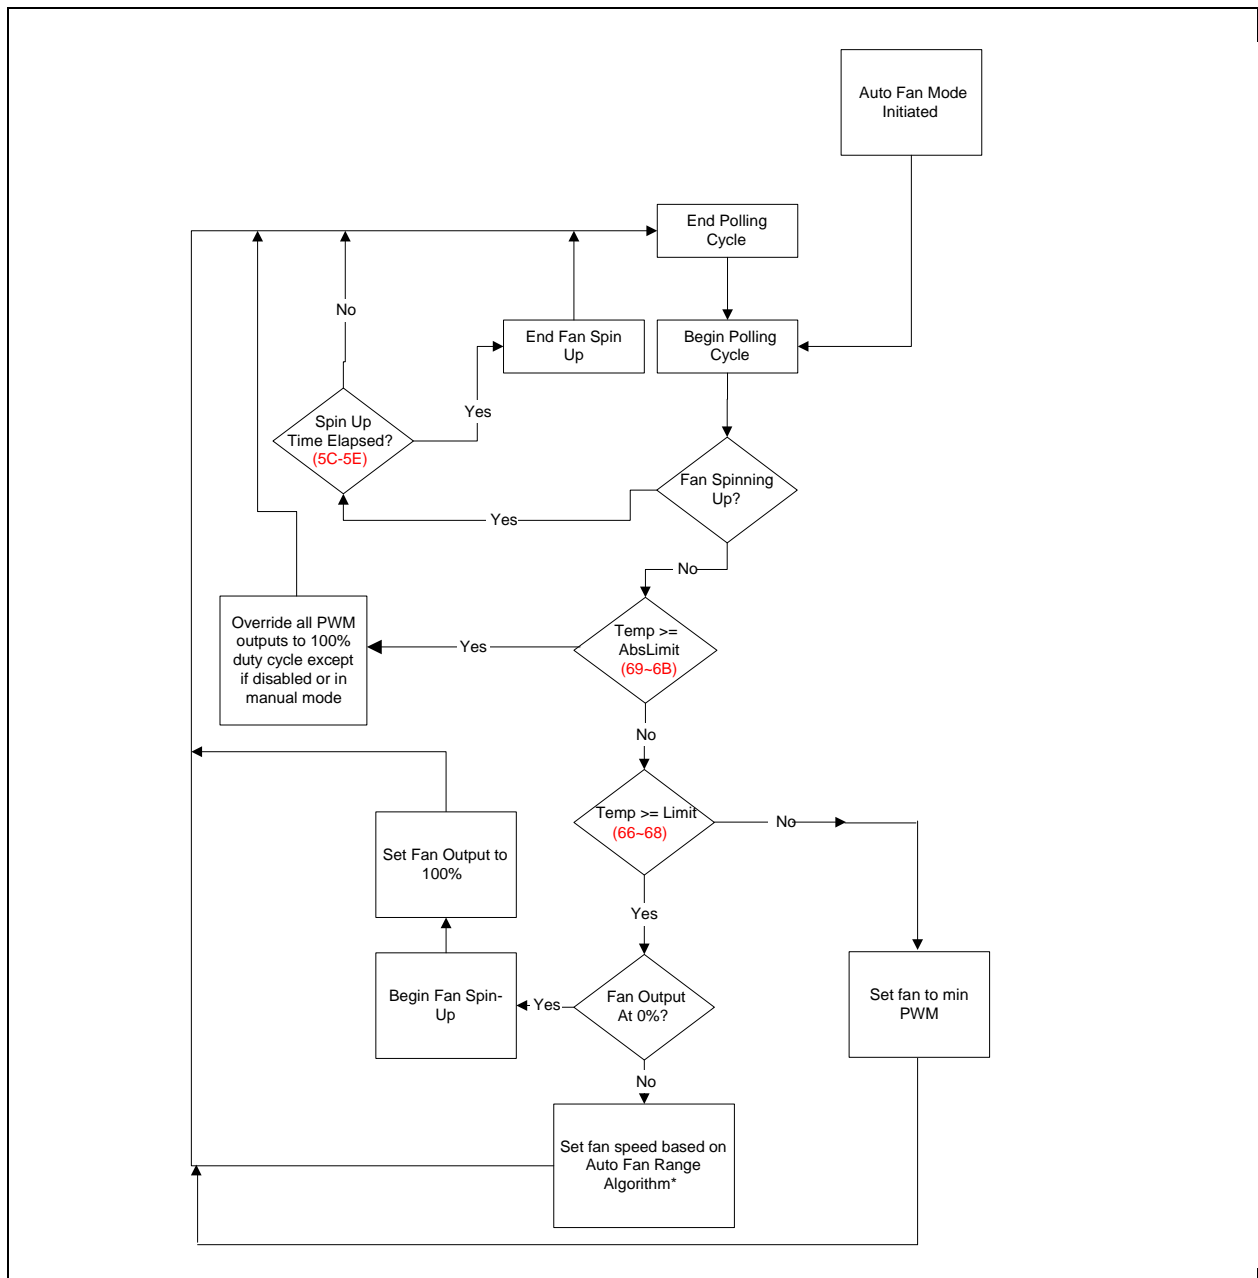 Auto Fan Mode
Initiated
End Polling
Cycle
No
End Fan Spin
Up
Begin Polling
Cycle
Spin Up
Time Elapsed?
(5C-5E)
Yes
Fan Spinning
Up?
Yes
No
Override all PWM
outputs to 100%
duty cycle except
if disabled or in
manual mode
Yes
Temp >=
AbsLimit
(69~6B)
No
Set Fan Output to
100%
Temp >= Limit
(66~68)
No
Yes
Begin Fan Spin-
Up
Yes
Fan Output
At 0%?
Set fan to min
PWM
No
Set fan speed based on
Auto Fan Range
Algorithm*